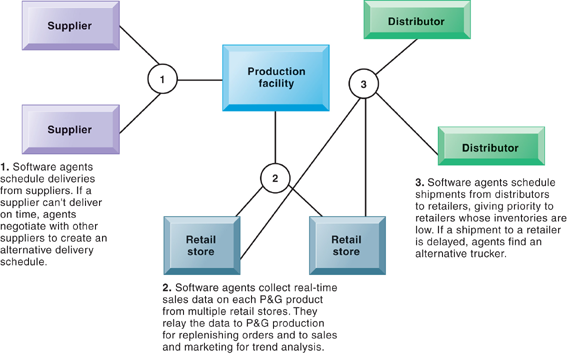 Supplier
Distributor
Production
facility
1
3
Supplier
Distributor
1. Software agents
schedule deliveries
from suppliers. If a
supplier can't deliver
on time, agents
negotiate with other
suppliers to create an
alternative delivery
schedule.
2
3. Software agents schedule
shipments from distributors
to retailers, giving priority to
retailers whose inventories are
low. If a shipment to a retailer
is delayed, agents find an
alternative trucker.
Retail
store
Retail
store
2. Software agents collect real-time
sales data on each P&G product
from multiple retail stores. They
relay the data to P&G production
for replenishing orders and to sales
and marketing for trend analysis.